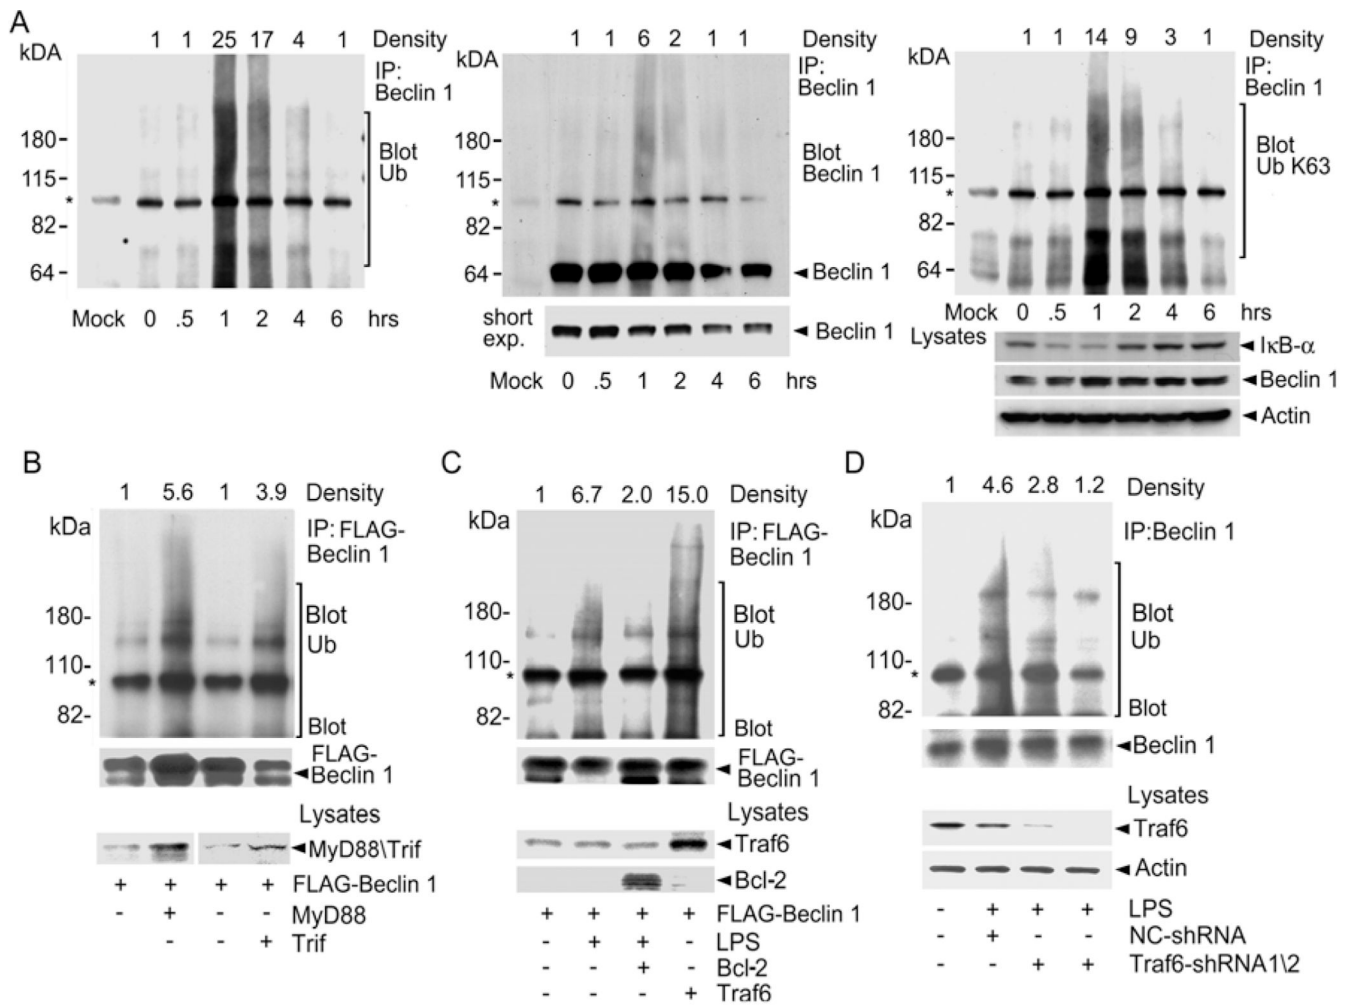 A
kDA
1 1 25 17 4 1 Density
IP:
Beclin 1
180-
115-
*
82-
64-
Blot
Ub
Mock 0 .5 1 2 4 6 hrs
kDA
1 1 6 2 1 1 Density
IP:
Beclin 1
180-
115-
*
82-
64-
Blot
Beclin 1
Beclin 1
short
exp.
Beclin 1
Mock 0 .5 1 2 4 6 hrs
kDA
1 1 14 9 3 1 Density
IP:
Beclin 1
180-
115-
*
82-
64-
Blot
Ub K63
Mock 0 .5 1 2 4 6 hrs
Lysates
IκB-α
Beclin 1
Actin
B
1 5.6 1 3.9 Density
kDa
IP: FLAG-
Beclin 1
180-
110-
*
82-
Blot
Ub
Blot
FLAG-
Beclin 1
Lysates
MyD88\Trif
+ + + + FLAG-Beclin 1
- + - MyD88
- - + Trif
C
1 6.7 2.0 15.0 Density
kDa
IP: FLAG-
Beclin 1
180-
110-
*
82-
Blot
Ub
Blot
FLAG-
Beclin 1
Lysates
Traf6
Bcl-2
+ + + + FLAG-Beclin 1
- + + - LPS
- - + - Bcl-2
- - - + Traf6
D
1 4.6 2.8 1.2 Density
kDa
IP:Beclin 1
180-
110-
*
82-
Blot
Ub
Blot
Beclin 1
Lysates
Traf6
Actin
- + + + LPS
- + - - NC-shRNA
- - + + Traf6-shRNA1\2